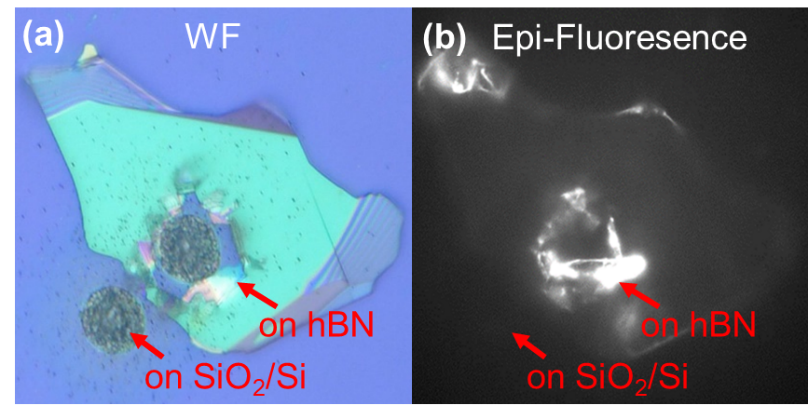 (a) WF
on hBN
on SiO₂/Si
(b) Epi-Fluoresence
on hBN
on SiO₂/Si